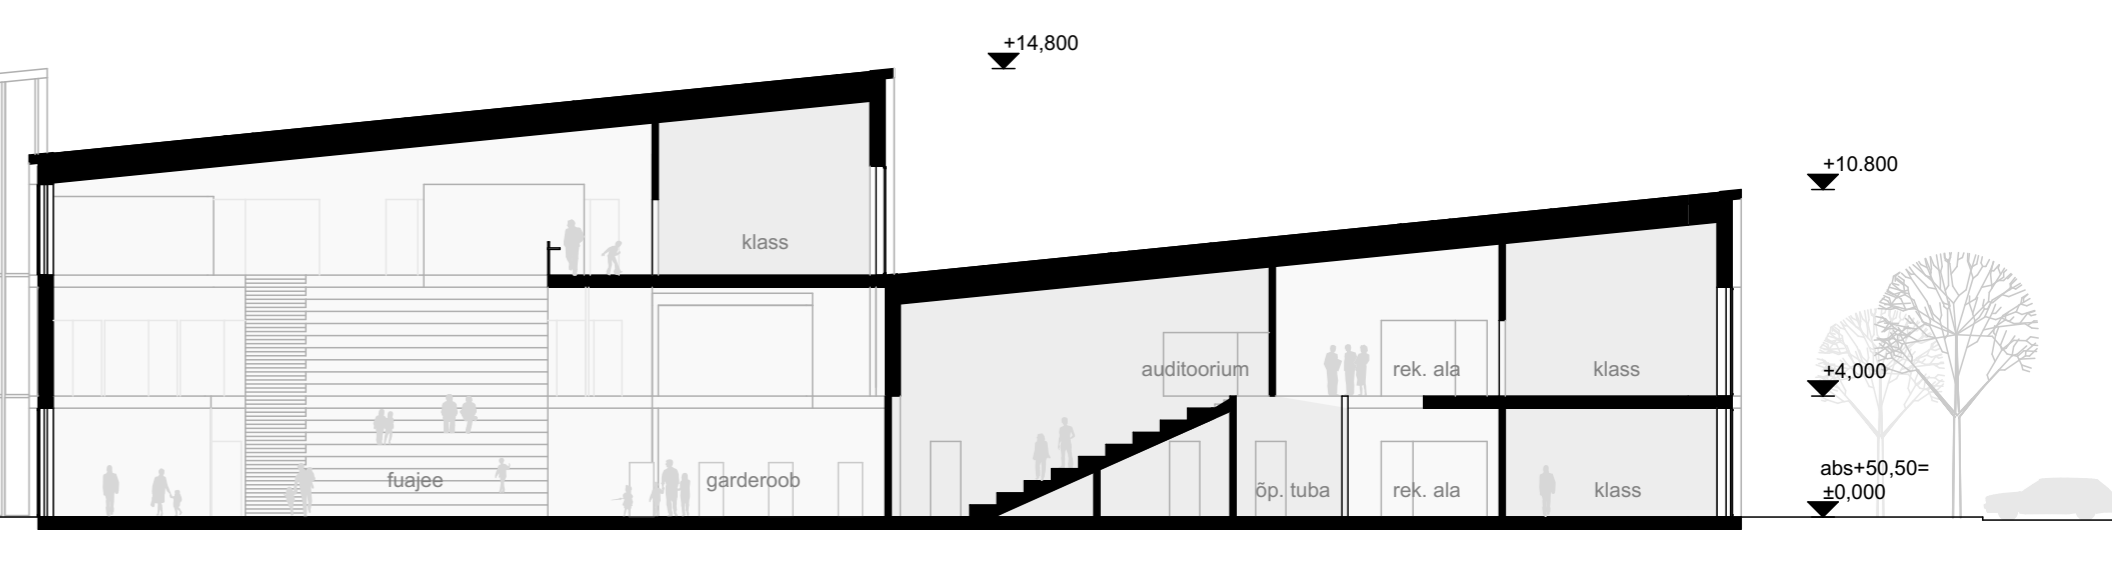 +14,800
+10.800
klass
auditoorium
rek. ala
klass
+4,000
fuajee
garderoob
õp. tuba
rek. ala
klass
abs+50,50=
±0,000